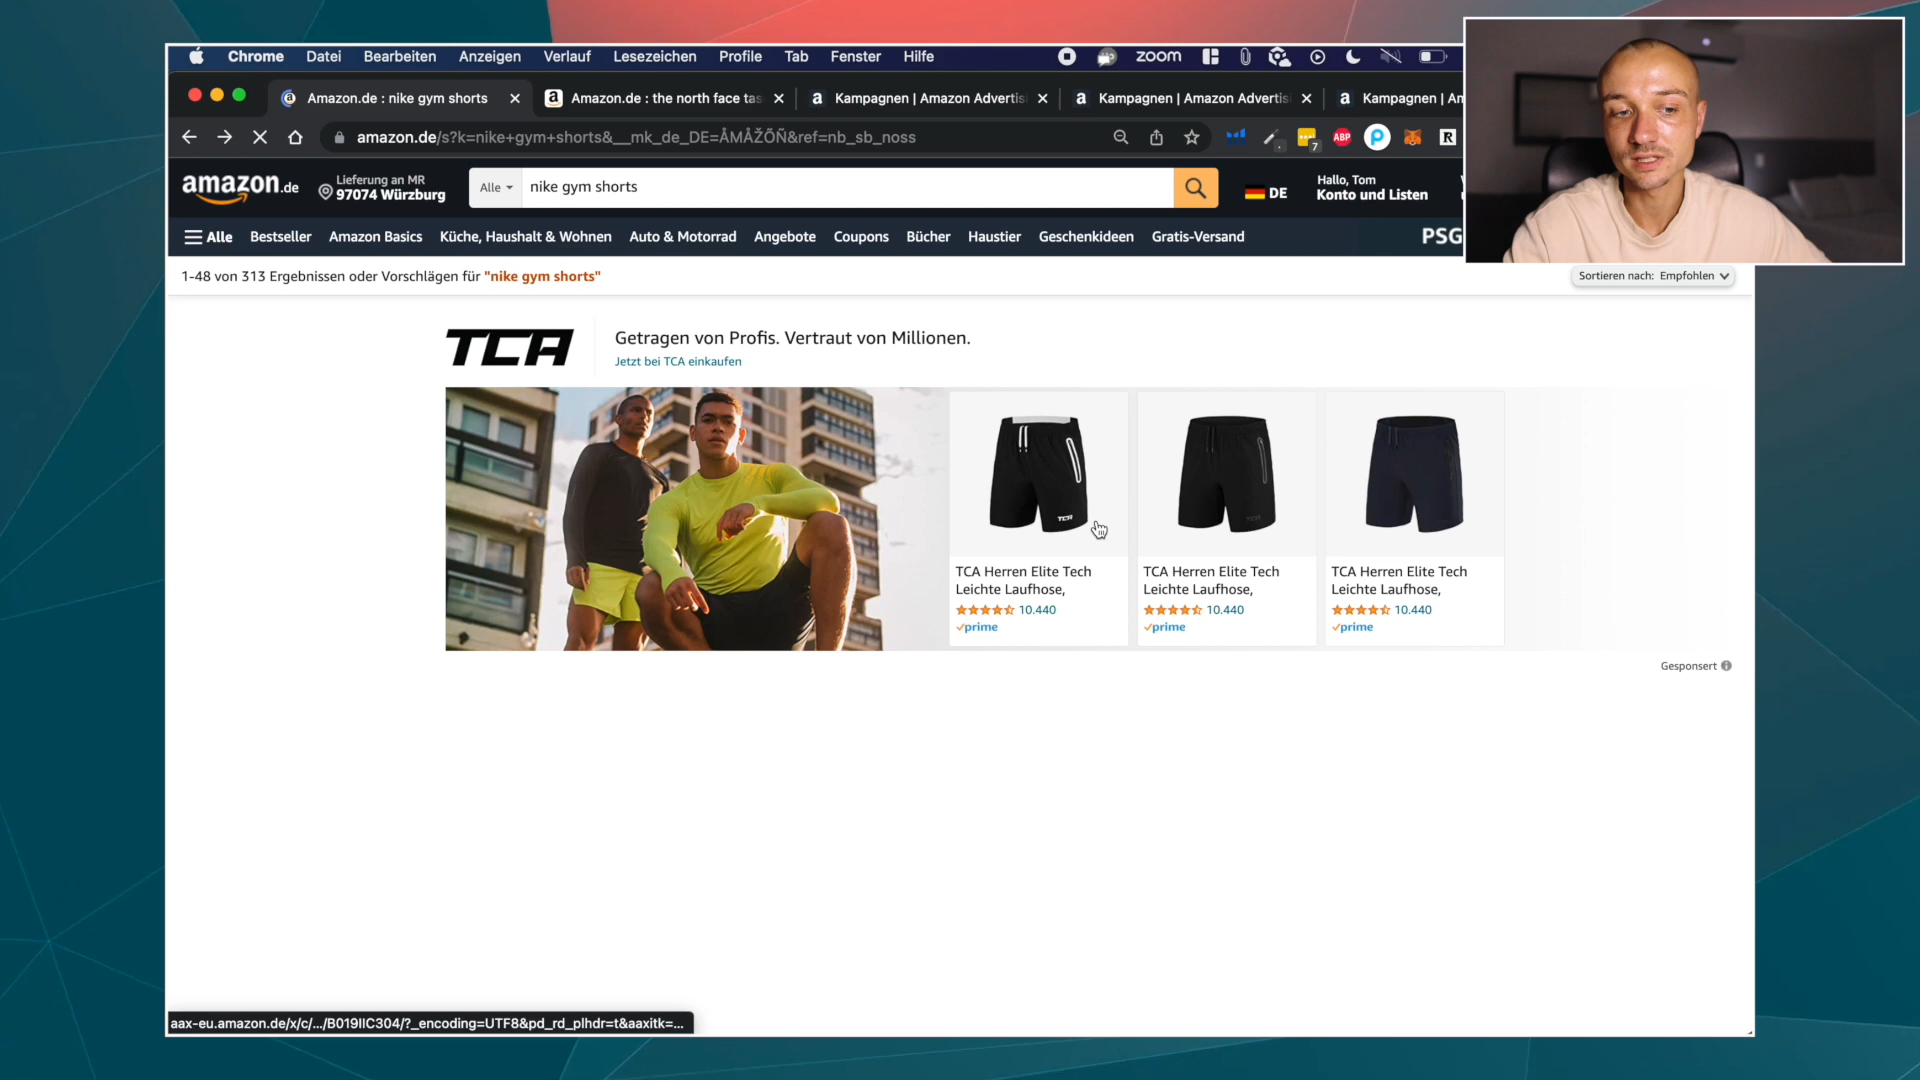 Chrome Datei Bearbeiten Anzeigen Verlauf Lesezeichen Profile Tab Fenster Hilfe zoom
Amazon.de : nike gym shorts
Amazon.de : the north face tas
Kampagnen | Amazon Advertis
Kampagnen | Amazon Advertis
Kampagnen | Am
amazon.de/s?k=nike+gym+shorts&__mk_de_DE=ÅMÅŽÕÑ&ref=nb_sb_noss
7
ABP
P
R
amazon.de
Lieferung an MR
97074 Würzburg
Alle
nike gym shorts
DE
Hallo, Tom
Konto und Listen
Alle Bestseller Amazon Basics Küche, Haushalt & Wohnen Auto & Motorrad Angebote Coupons Bücher Haustier Geschenkideen Gratis-Versand
PSG
1-48 von 313 Ergebnissen oder Vorschlägen für "nike gym shorts"
Sortieren nach: Empfohlen
TCA
Getragen von Profis. Vertraut von Millionen.
Jetzt bei TCA einkaufen
TCA
TCA Herren Elite Tech
Leichte Laufhose,
10.440
prime
TCA Herren Elite Tech
Leichte Laufhose,
10.440
prime
TCA Herren Elite Tech
Leichte Laufhose,
10.440
prime
Gesponsert
aax-eu.amazon.de/x/c/.../B019IIC304/?_encoding=UTF8&pd_rd_plhdr=t&aaxitk=...